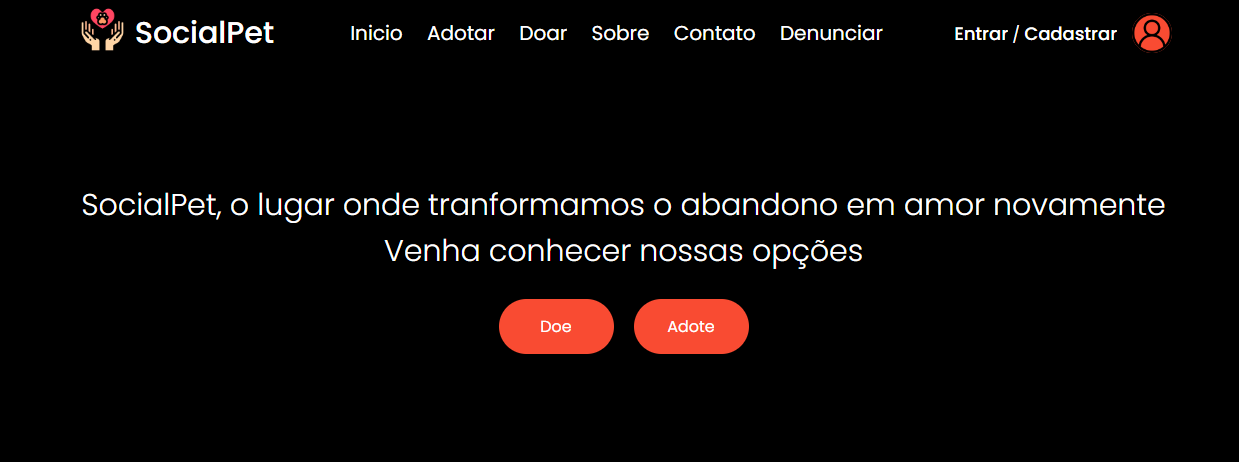 SocialPet Inicio Adotar Doar Sobre Contato Denunciar Entrar / Cadastrar
SocialPet, o lugar onde tranformamos o abandono em amor novamente
Venha conhecer nossas opções
Doe Adote